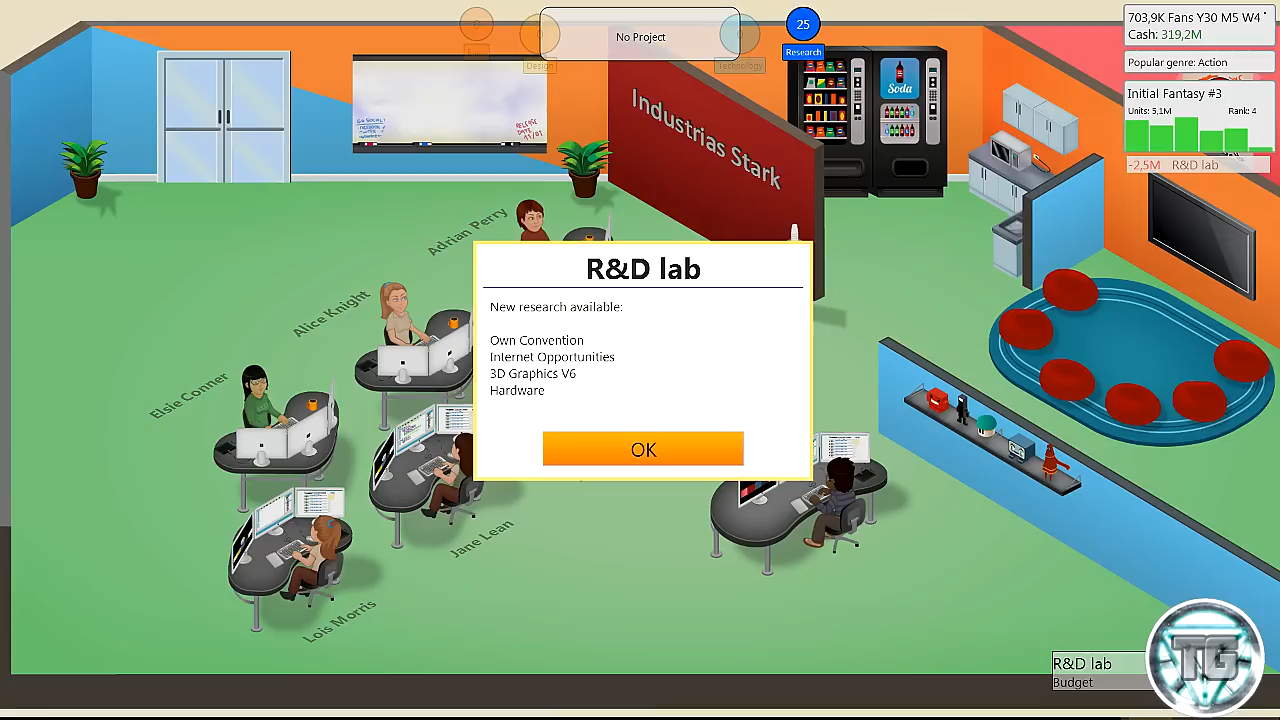 No Project
25
Research
Design
Technology
703,9K Fans Y30 M5 W4
Cash: 319,2M
Popular genre: Action
Initial Fantasy #3
Units: 5,1M
Rank: 4
-2,5M R&D lab
Soda
RELEASE
DATE
Industrias Stark
Adrian Perry
Alice Knight
Elsie Conner
Jane Lean
Lois Morris
R&D lab
New research available:
Own Convention
Internet Opportunities
3D Graphics V6
Hardware
OK
R&D lab
Budget
TG